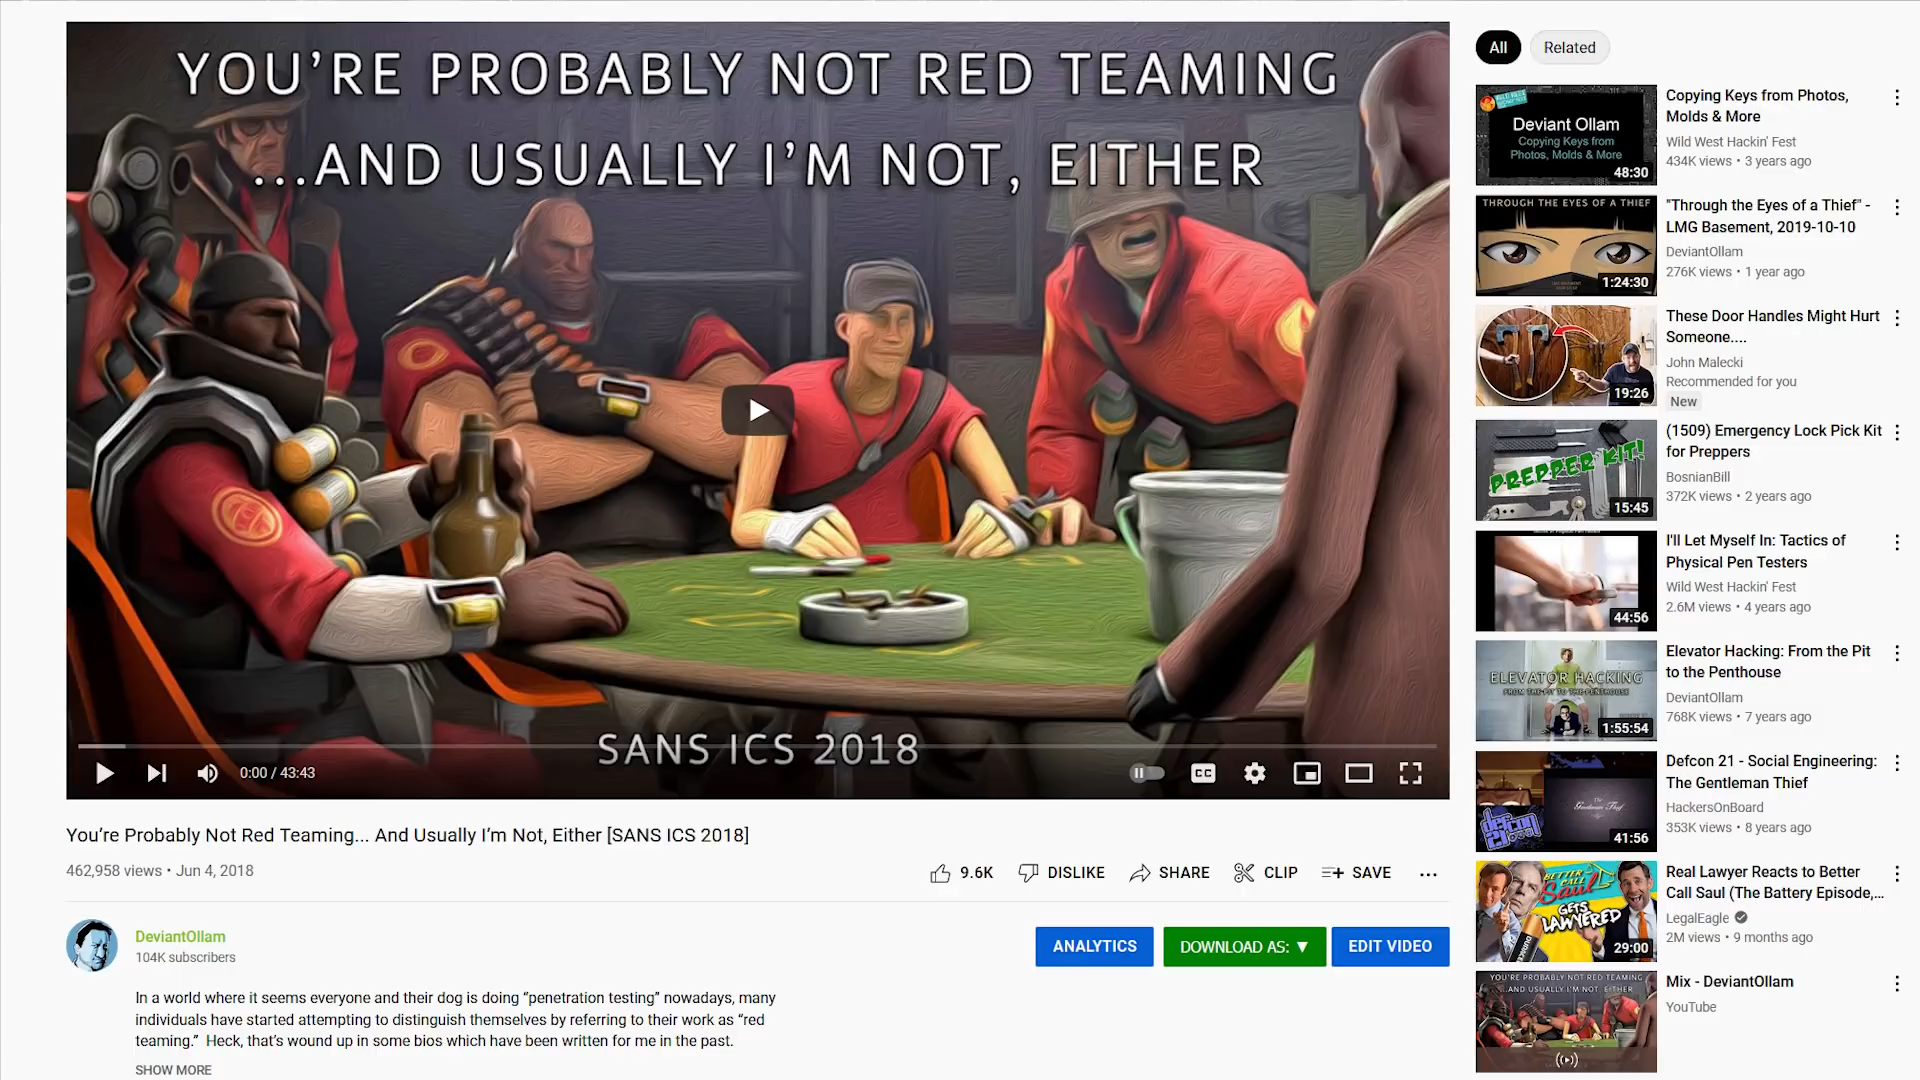 YOU'RE PROBABLY NOT RED TEAMING
...AND USUALLY I'M NOT, EITHER
SANS ICS 2018
0:00 / 43:43
CC
You're Probably Not Red Teaming... And Usually I'm Not, Either [SANS ICS 2018]
462,958 views • Jun 4, 2018
9.6K
DISLIKE
SHARE
CLIP
SAVE
DeviantOllam
104K subscribers
ANALYTICS
DOWNLOAD AS: ▼
EDIT VIDEO
In a world where it seems everyone and their dog is doing “penetration testing” nowadays, many
individuals have started attempting to distinguish themselves by referring to their work as “red
teaming.”  Heck, that’s wound up in some bios which have been written for me in the past.
SHOW MORE
All
Related
Deviant Ollam
Copying Keys from
Photos, Molds & More
48:30
Copying Keys from Photos,
Molds & More
Wild West Hackin' Fest
434K views • 3 years ago
THROUGH THE EYES OF A THIEF
1:24:30
"Through the Eyes of a Thief" -
LMG Basement, 2019-10-10
DeviantOllam
276K views • 1 year ago
19:26
These Door Handles Might Hurt
Someone....
John Malecki
Recommended for you
New
PREPPER KIT!
15:45
(1509) Emergency Lock Pick Kit
for Preppers
BosnianBill
372K views • 2 years ago
44:56
I'll Let Myself In: Tactics of
Physical Pen Testers
Wild West Hackin' Fest
2.6M views • 4 years ago
ELEVATOR HACKING
FROM THE PIT TO THE PENTHOUSE
1:55:54
Elevator Hacking: From the Pit
to the Penthouse
DeviantOllam
768K views • 7 years ago
The
Gentleman Thief
41:56
Defcon 21 - Social Engineering:
The Gentleman Thief
HackersOnBoard
353K views • 8 years ago
BETTER
CALL
Saul
GETS
LAWYERED
29:00
Real Lawyer Reacts to Better
Call Saul (The Battery Episode,...
LegalEagle
2M views • 9 months ago
YOU'RE PROBABLY NOT RED TEAMING
...AND USUALLY I'M NOT, EITHER
Mix - DeviantOllam
YouTube